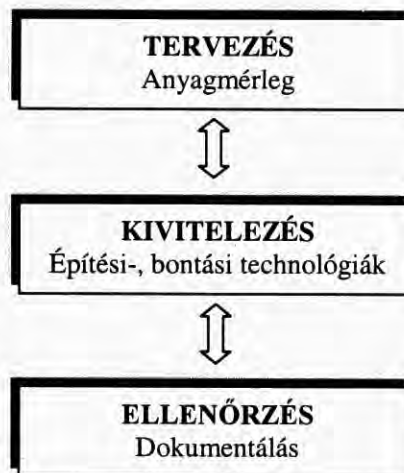 TERVEZÉS
Anyagmérleg
KIVITELEZÉS
Építési-, bontási technológiák
ELLENŐRZÉS
Dokumentálás